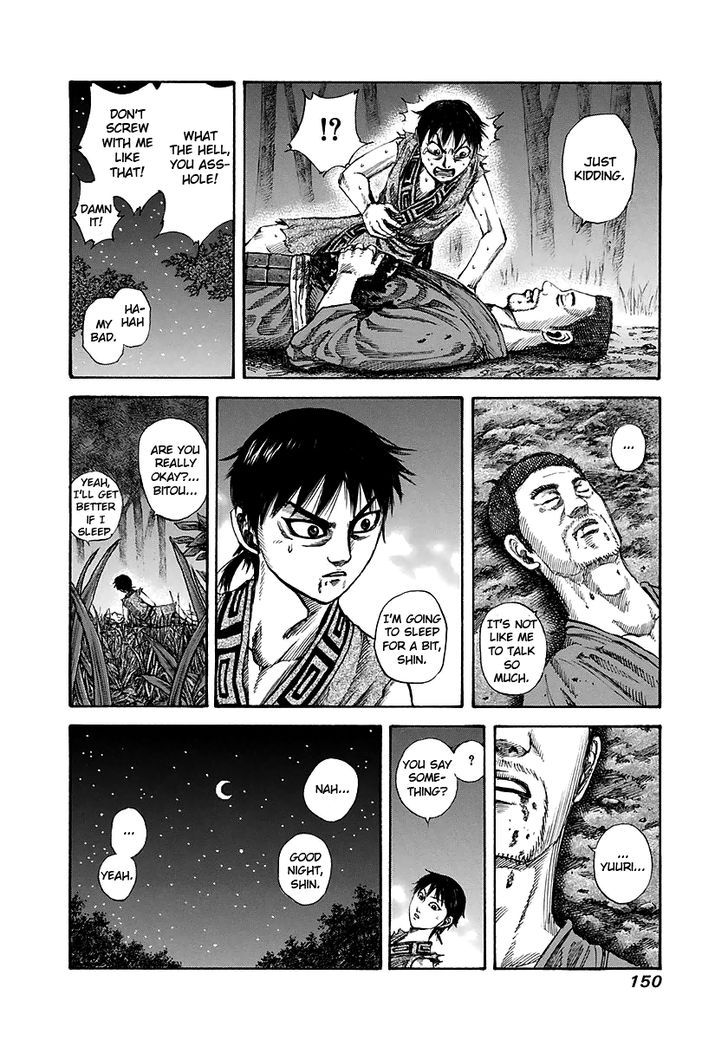 JUST
KIDDING.
!?
WHAT
THE HELL,
YOU ASS-
HOLE!
DON'T
SCREW
WITH ME
LIKE
THAT!
DAMN
IT!
HA-
HAH
MY
BAD.
...
IT'S NOT
LIKE ME
TO TALK
SO
MUCH.
I'M GOING
TO SLEEP
FOR A BIT,
SHIN.
ARE YOU
REALLY
OKAY?...
BITOU...
YEAH,
I'LL GET
BETTER
IF I
SLEEP.
...
YUURI...
?
YOU SAY
SOME-
THING?
NAH...
GOOD
NIGHT,
SHIN.
...
YEAH.
150